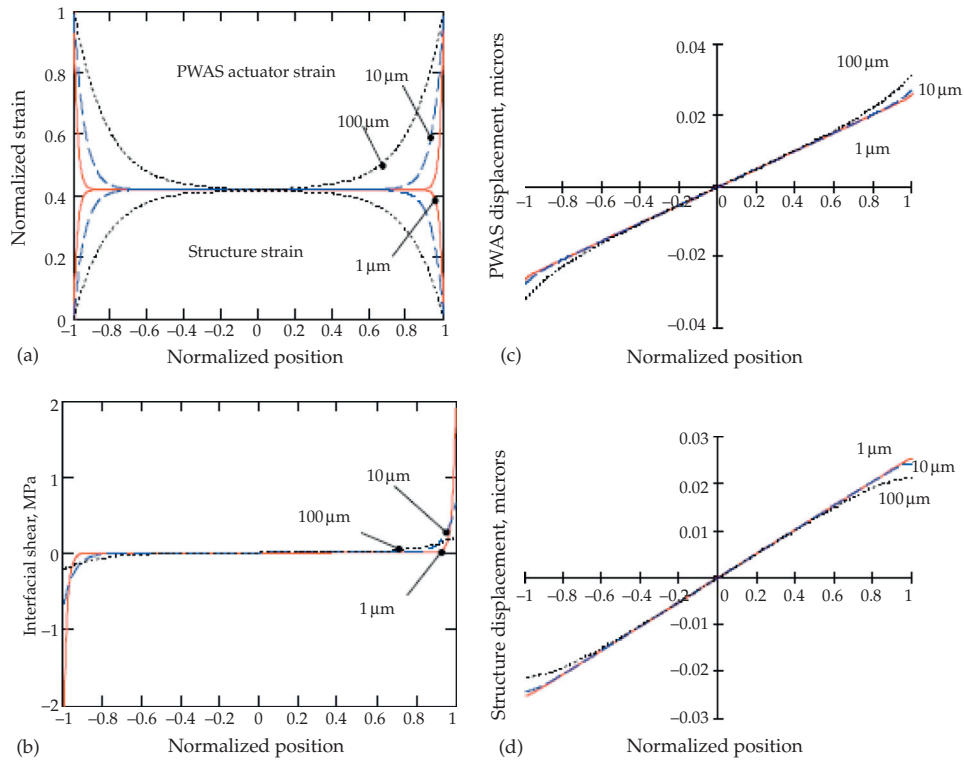 1
0.8
0.6
0.4
0.2
0
Normalized strain
PWAS actuator strain
10 µm
100 µm
Structure strain
1 µm
−1 −0.8 −0.6 −0.4 −0.2 0 0.2 0.4 0.6 0.8 1
(a) Normalized position
2
1
0
−1
−2
Interfacial shear, MPa
10 µm
100 µm
1 µm
−1 −0.8 −0.6 −0.4 −0.2 0 0.2 0.4 0.6 0.8 1
(b) Normalized position
0.04
0.02
−0.02
−0.04
PWAS displacement, micrors
100 µm
10 µm
1 µm
−1 −0.8 −0.6 −0.4 −0.2 0 0.2 0.4 0.6 0.8 1
(c) Normalized position
0.03
0.02
0.01
−0.01
−0.02
−0.03
Structure displacement, micrors
1 µm
10 µm
100 µm
−1 −0.8 −0.6 −0.4 −0.2 0 0.2 0.4 0.6 0.8 1
(d) Normalized position